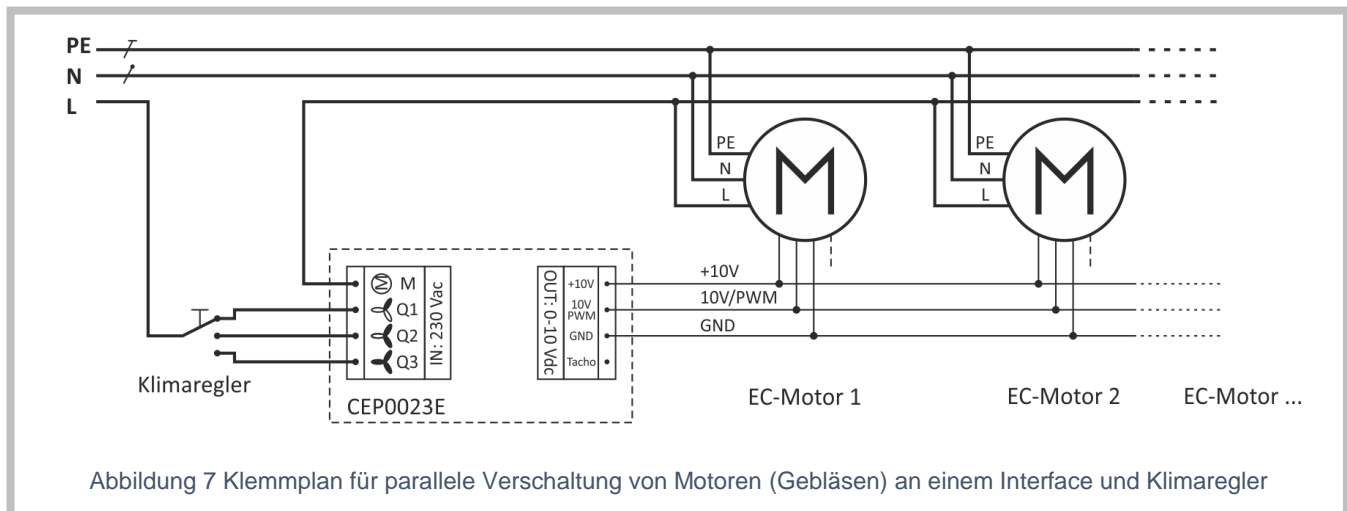 PE
N
L
PE
N
L
M
PE
N
L
M
M M
Q1
Q2
Q3
IN: 230 Vac
OUT: 0-10 Vdc
+10V
10V
PWM
GND
Tacho
+10V
10V/PWM
GND
Klimaregler
CEP0023E
EC-Motor 1
EC-Motor 2
EC-Motor ...
Abbildung 7 Klemmplan für parallele Verschaltung von Motoren (Gebläsen) an einem Interface und Klimaregler